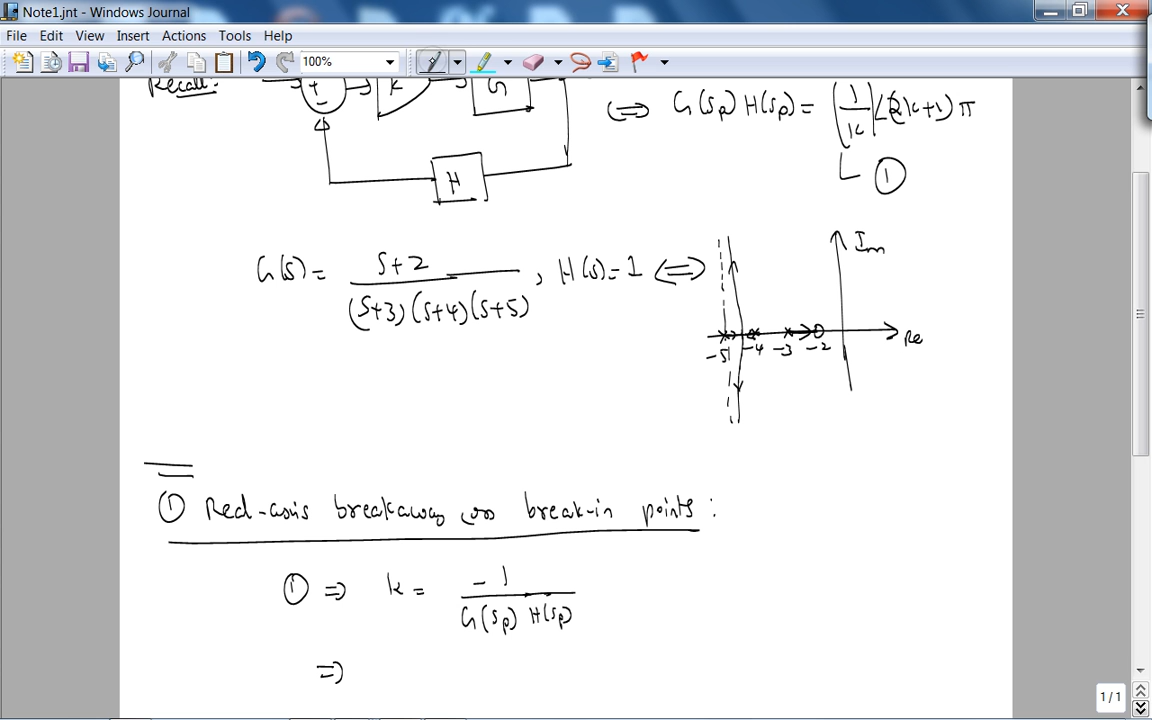 Note1.jnt - Windows Journal
File Edit View Insert Actions Tools Help
100%
Recall:
+
-
K
G
H
⟺ G(sp) H(sp) = |1/K| ∠(2k+1) π
①
G(s) = s+2 / (s+3)(s+4)(s+5) , H(s) = 1 ⟺
Im
Re
-5 -4 -3 -2
① Real-axis breakaway or break-in points :
① ⇒ k = -1 / G(sp) H(sp)
⇒
1 / 1